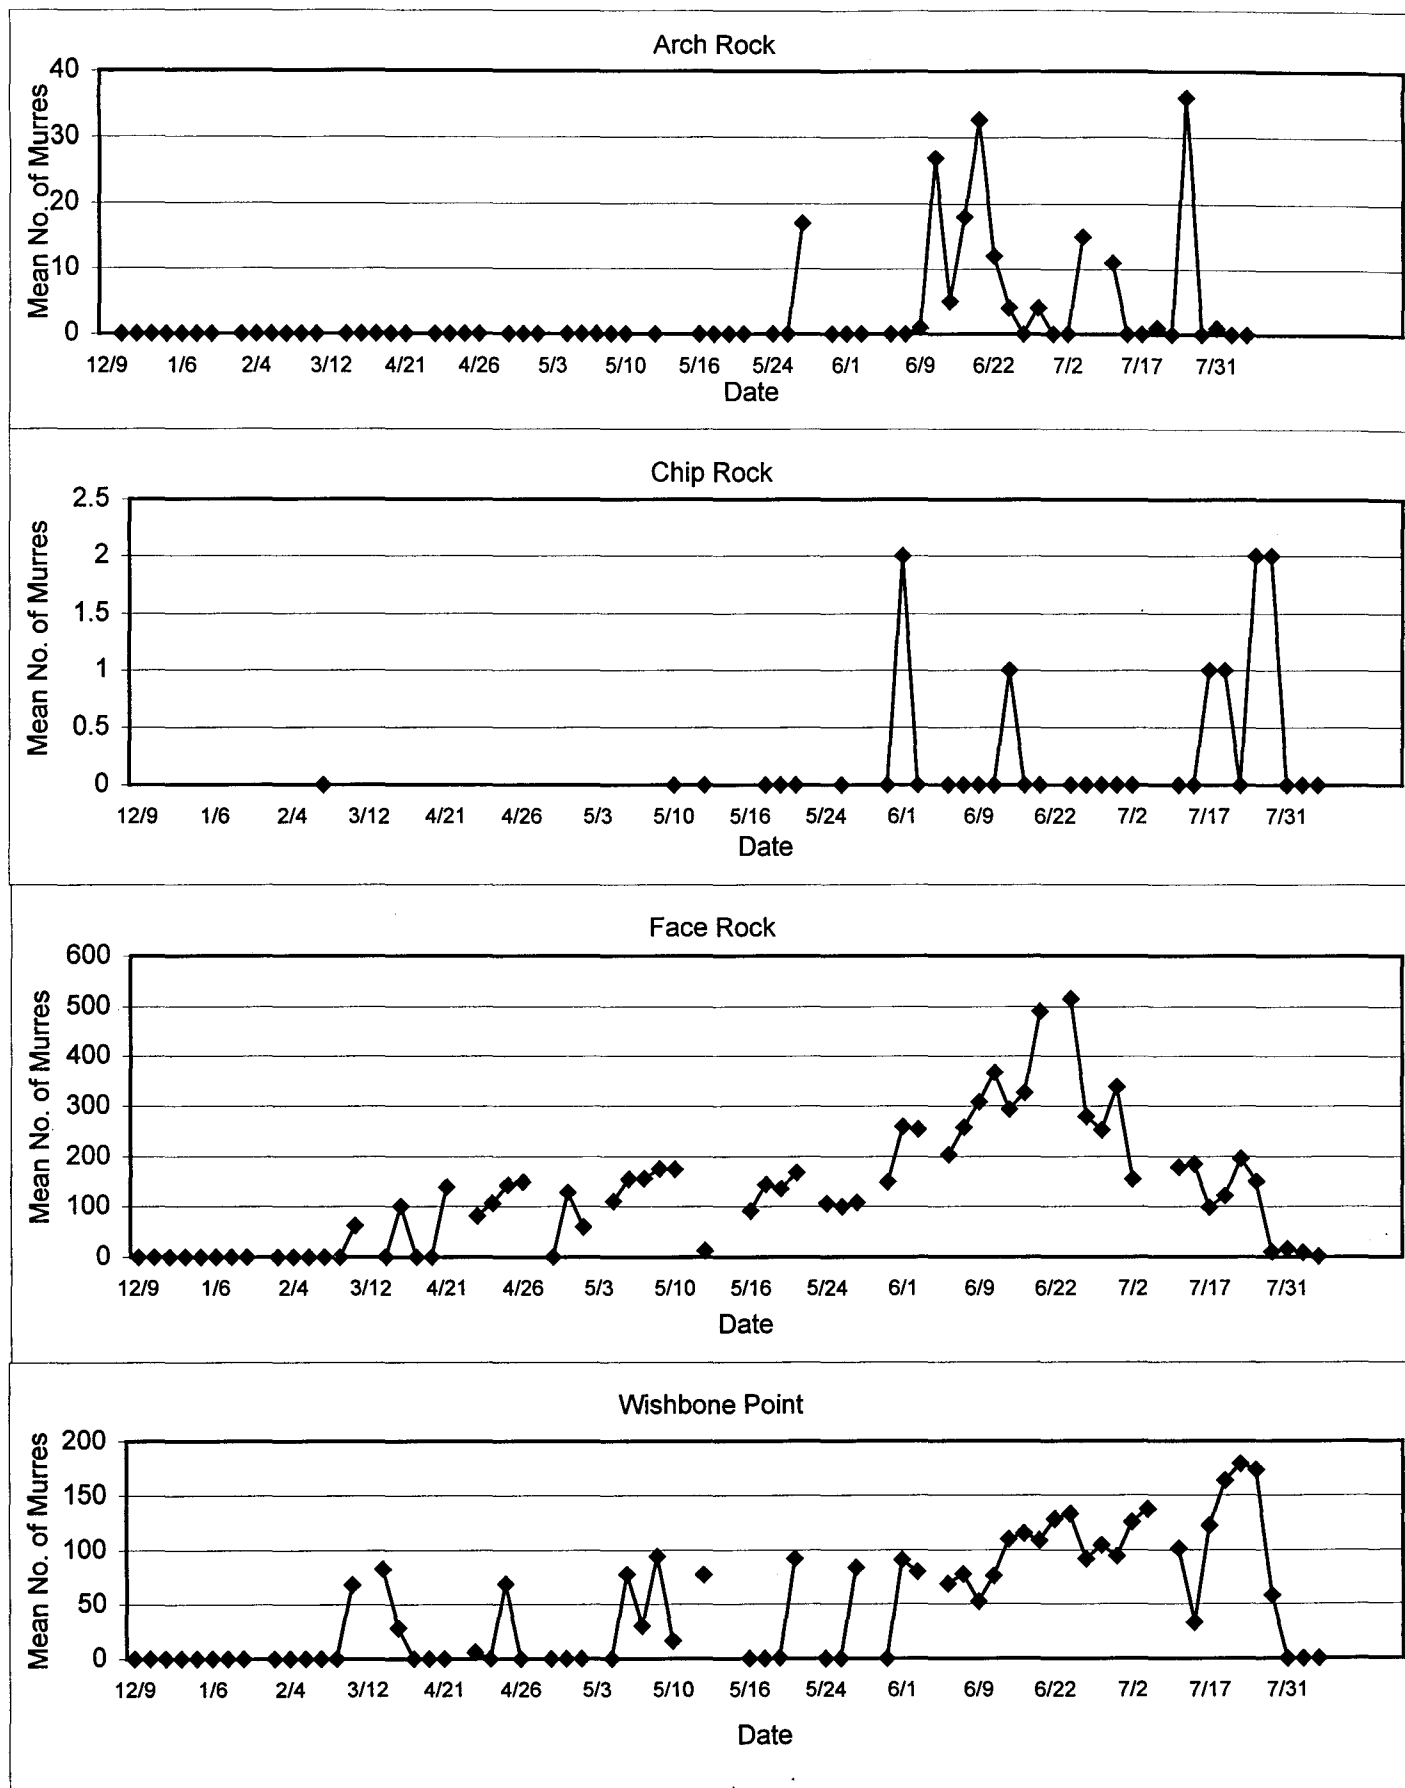 Arch Rock
Mean No. of Murres
40
30
20
10
0
12/9 1/6 2/4 3/12 4/21 4/26 5/3 5/10 5/16 5/24 6/1 6/9 6/22 7/2 7/17 7/31
Date
Chip Rock
Mean No. of Murres
2.5
2
1.5
1
0.5
0
12/9 1/6 2/4 3/12 4/21 4/26 5/3 5/10 5/16 5/24 6/1 6/9 6/22 7/2 7/17 7/31
Date
Face Rock
Mean No. of Murres
600
500
400
300
200
100
0
12/9 1/6 2/4 3/12 4/21 4/26 5/3 5/10 5/16 5/24 6/1 6/9 6/22 7/2 7/17 7/31
Date
Wishbone Point
Mean No. of Murres
200
150
100
50
0
12/9 1/6 2/4 3/12 4/21 4/26 5/3 5/10 5/16 5/24 6/1 6/9 6/22 7/2 7/17 7/31
Date